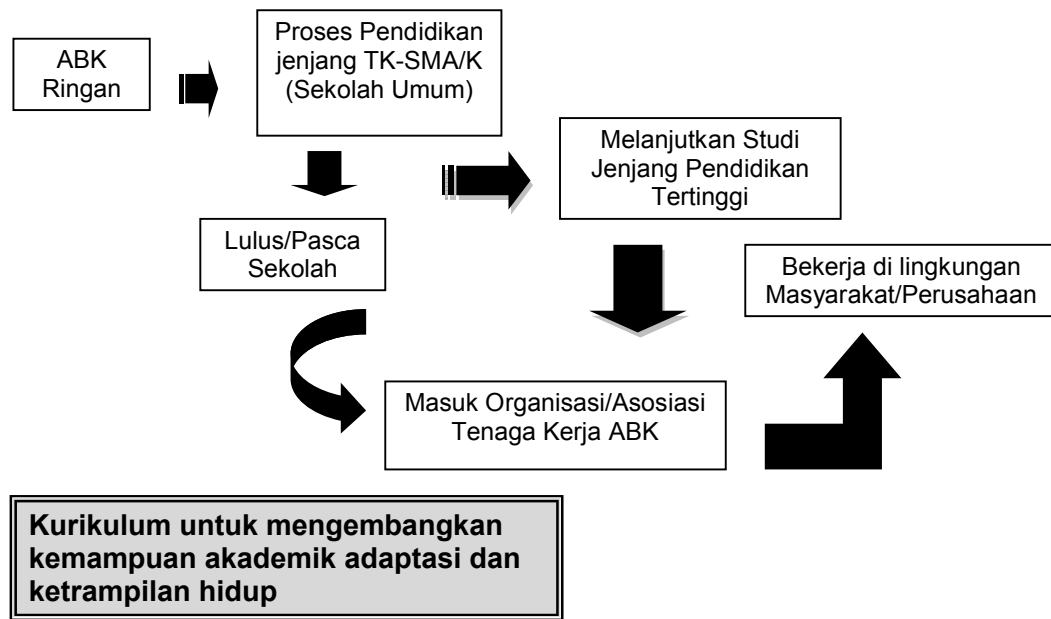 ABK
Ringan
Proses Pendidikan
jenjang TK-SMA/K
(Sekolah Umum)
Melanjutkan Studi
Jenjang Pendidikan
Tertinggi
Lulus/Pasca
Sekolah
Bekerja di lingkungan
Masyarakat/Perusahaan
Masuk Organisasi/Asosiasi
Tenaga Kerja ABK
Kurikulum untuk mengembangkan
kemampuan akademik adaptasi dan
ketrampilan hidup